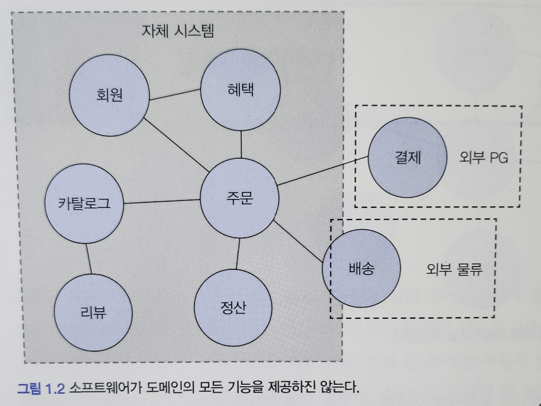 자체 시스템
회원
혜택
결제
외부 PG
카탈로그
주문
배송
외부 물류
리뷰
정산
그림 1.2 소프트웨어가 도메인의 모든 기능을 제공하진 않는다.